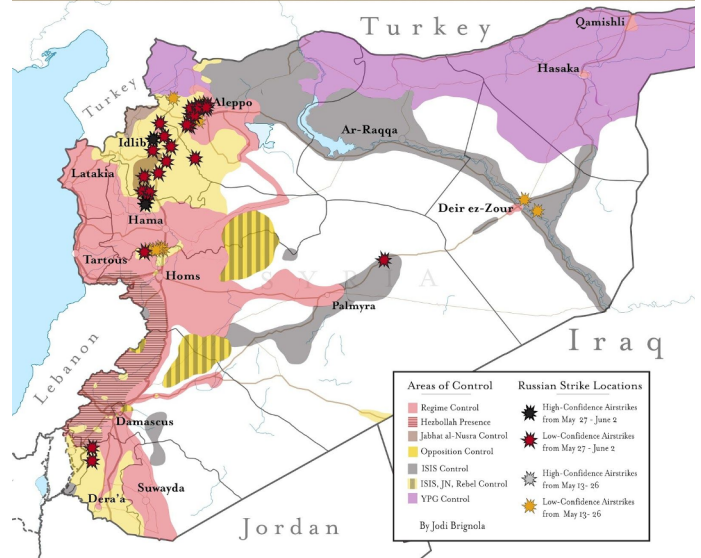 Turkey
Qamishli
Hasaka
Turkey
Aleppo
Ar-Raqqa
Idlib
Latakia
Deir ez-Zour
Hama
Tartous
Homs
SYRIA
Palmyra
Iraq
Lebanon
Damascus
Dera'a
Suwayda
Jordan
Areas of Control
Regime Control
Hezbollah Presence
Jabhat al-Nusra Control
Opposition Control
ISIS Control
ISIS, JN, Rebel Control
YPG Control
By Jodi Brignola
Russian Strike Locations
High-Confidence Airstrikes
from May 27 - June 2
Low-Confidence Airstrikes
from May 27 - June 2
High-Confidence Airstrikes
from May 13- 26
Low-Confidence Airstrikes
from May 13- 26